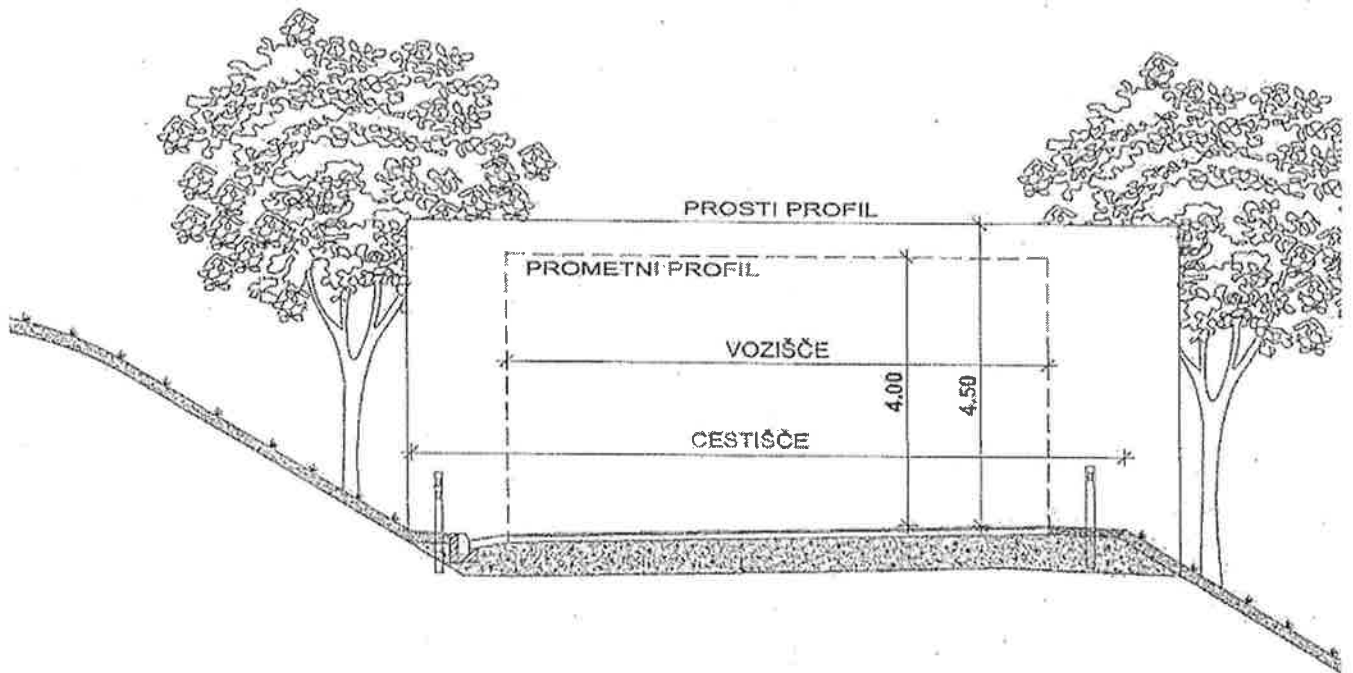 PROSTI PROFIL
PROMETNI PROFIL
VOZIŠČE
4.00
4.50
CESTIŠČE